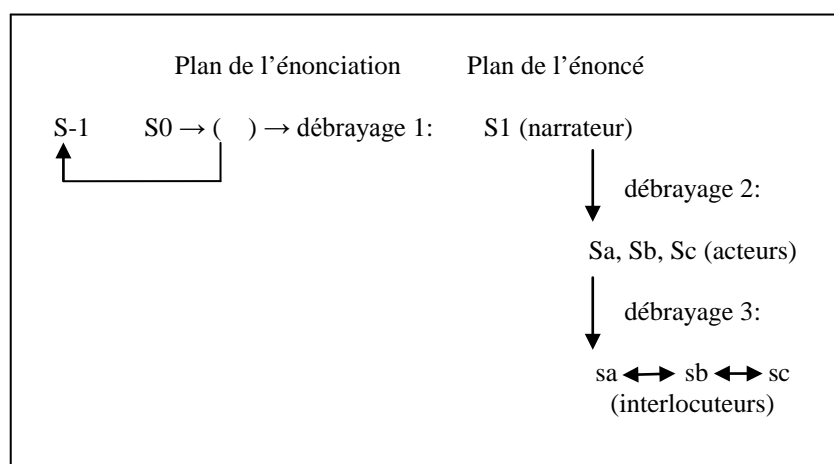 Plan de l’énonciation Plan de l’énoncé
S-1 S0 → ( ) → débrayage 1: S1 (narrateur)
débrayage 2:
Sa, Sb, Sc (acteurs)
débrayage 3:
sa sb sc
(interlocuteurs)